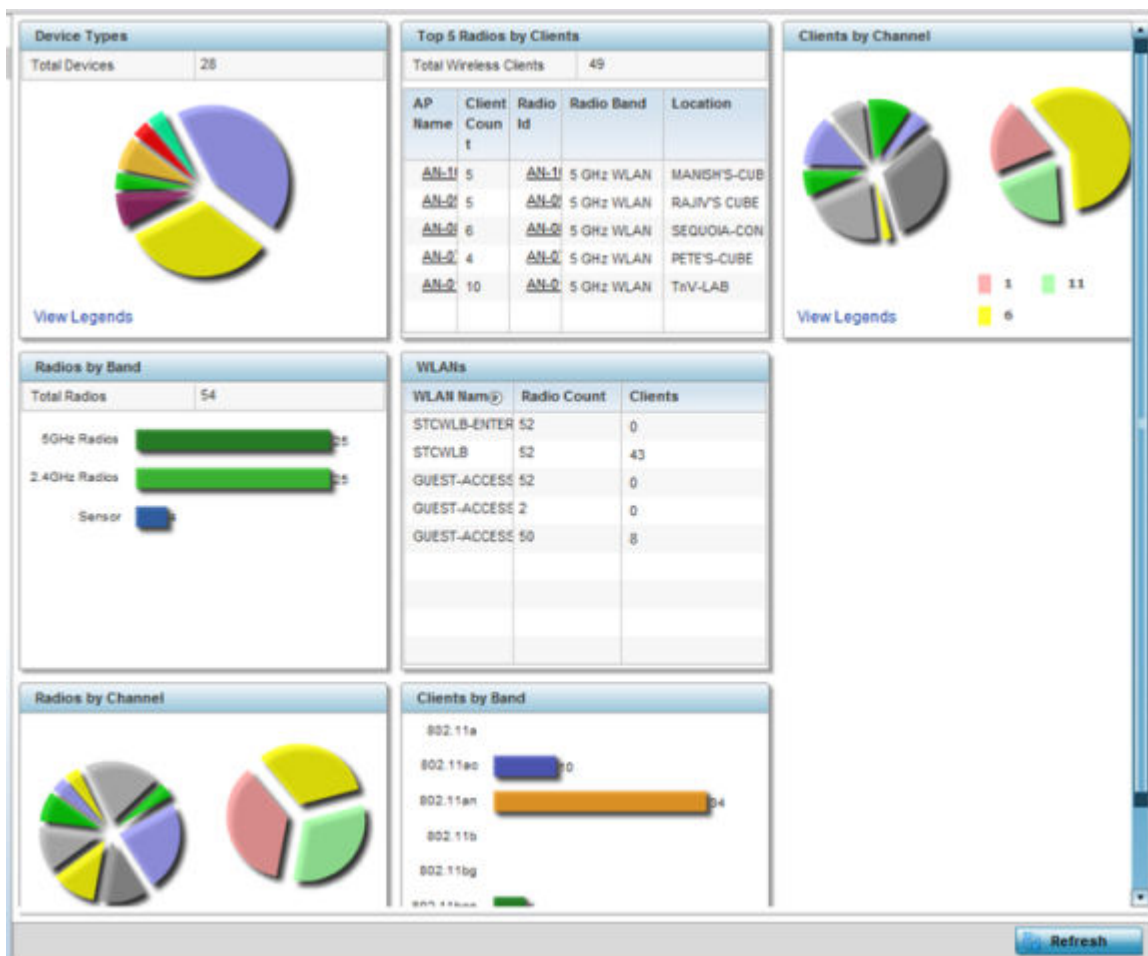 Device Types
Total Devices 28
View Legends
Top 5 Radios by Clients
Total Wireless Clients 49
AP Name Client Coun t Radio Id Radio Band Location
5 5 GHz WLAN MANISH'S-CUB
5 5 GHz WLAN RAJIV'S CUBE
6 5 GHz WLAN SEQUOIA-CON
4 5 GHz WLAN PETE'S-CUBE
10 5 GHz WLAN TnV-LAB
Clients by Channel
1 11
6
View Legends
Radios by Band
Total Radios 54
5GHz Radios 25
2.4GHz Radios 25
Sensor
WLANs
WLAN Nam Radio Count Clients
STCWLB-ENTER 52 0
STCWLB 52 43
GUEST-ACCESS 52 0
GUEST-ACCESS 2 0
GUEST-ACCESS 50 8
Radios by Channel
Clients by Band
802.11a
802.11ac 10
802.11an 34
802.11b
802.11bg
Refresh